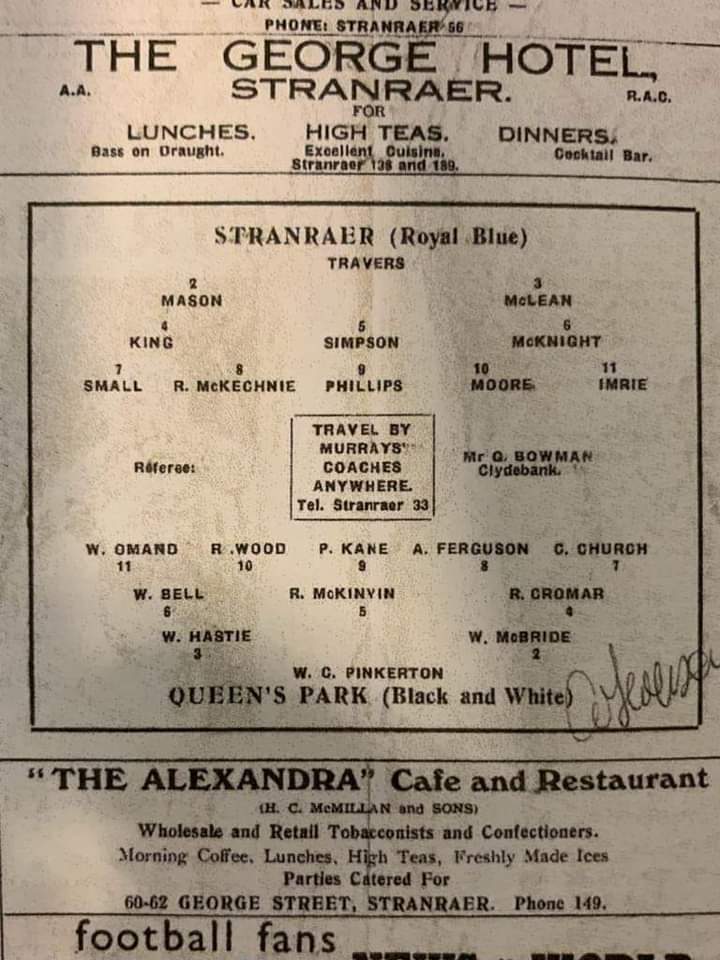 — CAR SALES AND SERVICE —
PHONE: STRANRAER 56
THE GEORGE HOTEL,
A.A. STRANRAER. R.A.C.
FOR
LUNCHES. HIGH TEAS. DINNERS.
Bass on Draught. Excellent Cuisine. Cocktail Bar.
Stranraer 138 and 189.
STRANRAER (Royal Blue)
TRAVERS
2 3
MASON McLEAN
4 5 6
KING SIMPSON McKNIGHT
7 8 9 10 11
SMALL R. McKECHNIE PHILLIPS MOORE IMRIE
TRAVEL BY
MURRAYS'
COACHES
ANYWHERE.
Tel. Stranraer 33
Referee: Mr G. BOWMAN
Clydebank.
W. OMAND R .WOOD P. KANE A. FERGUSON C. CHURCH
11 10 9 8 7
W. BELL R. McKINVIN R. CROMAR
6 5 4
W. HASTIE W. McBRIDE
3 2
W. C. PINKERTON
QUEEN'S PARK (Black and White)
"THE ALEXANDRA" Cafe and Restaurant
(H. C. McMILLAN and SONS)
Wholesale and Retail Tobacconists and Confectioners.
Morning Coffee, Lunches, High Teas, Freshly Made Ices
Parties Catered For
60-62 GEORGE STREET, STRANRAER. Phone 149.
football fans